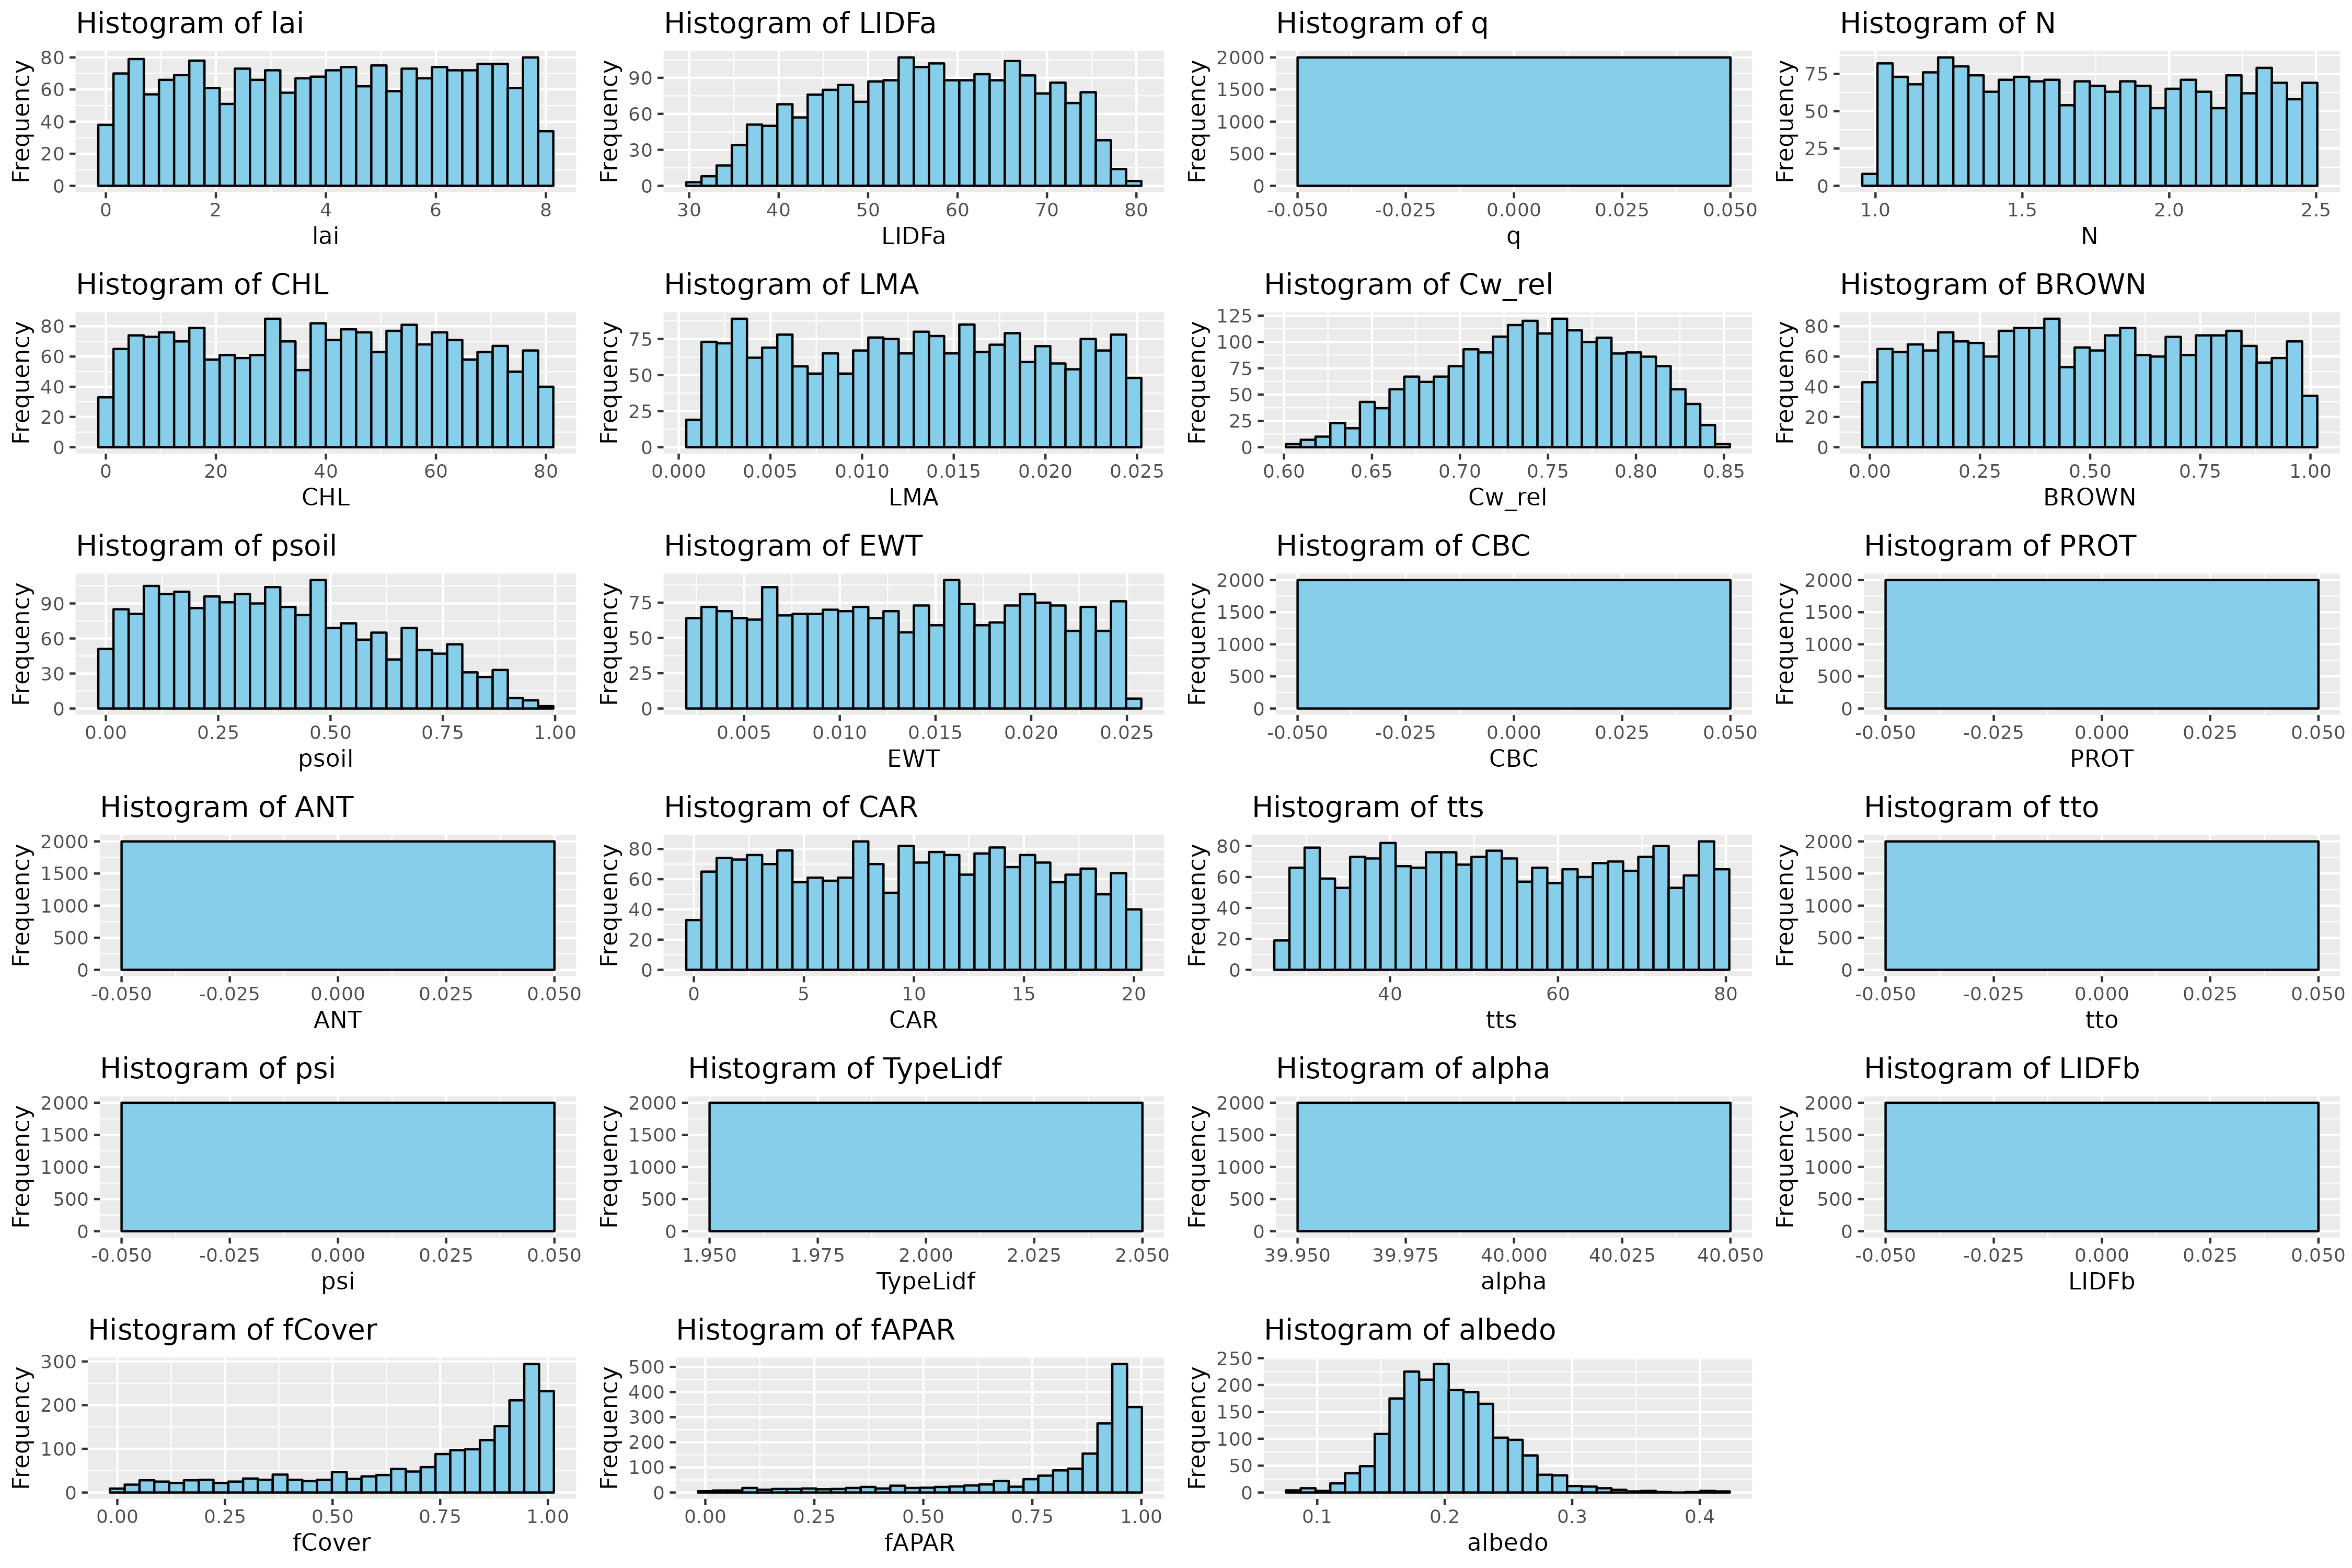 Histogram of lai
Histogram of LIDFa
Histogram of q
Histogram of N
Frequency
80
60
40
20
0
0 2 4 6 8
lai
Frequency
90
60
30
0
30 40 50 60 70 80
LIDFa
Frequency
2000
1500
1000
500
0
-0.050 -0.025 0.000 0.025 0.050
q
Frequency
75
50
25
0
1.0 1.5 2.0 2.5
N
Histogram of CHL
Histogram of LMA
Histogram of Cw_rel
Histogram of BROWN
Frequency
80
60
40
20
0
0 20 40 60 80
CHL
Frequency
75
50
25
0
0.000 0.005 0.010 0.015 0.020 0.025
LMA
Frequency
125
100
75
50
25
0
0.60 0.65 0.70 0.75 0.80 0.85
Cw_rel
Frequency
80
60
40
20
0
0.00 0.25 0.50 0.75 1.00
BROWN
Histogram of psoil
Histogram of EWT
Histogram of CBC
Histogram of PROT
Frequency
90
60
30
0
0.00 0.25 0.50 0.75 1.00
psoil
Frequency
75
50
25
0
0.005 0.010 0.015 0.020 0.025
EWT
Frequency
2000
1500
1000
500
0
-0.050 -0.025 0.000 0.025 0.050
CBC
Frequency
2000
1500
1000
500
0
-0.050 -0.025 0.000 0.025 0.050
PROT
Histogram of ANT
Histogram of CAR
Histogram of tts
Histogram of tto
Frequency
2000
1500
1000
500
0
-0.050 -0.025 0.000 0.025 0.050
ANT
Frequency
80
60
40
20
0
0 5 10 15 20
CAR
Frequency
80
60
40
20
0
40 60 80
tts
Frequency
2000
1500
1000
500
0
-0.050 -0.025 0.000 0.025 0.050
tto
Histogram of psi
Histogram of TypeLidf
Histogram of alpha
Histogram of LIDFb
Frequency
2000
1500
1000
500
0
-0.050 -0.025 0.000 0.025 0.050
psi
Frequency
2000
1500
1000
500
0
1.950 1.975 2.000 2.025 2.050
TypeLidf
Frequency
2000
1500
1000
500
0
39.950 39.975 40.000 40.025 40.050
alpha
Frequency
2000
1500
1000
500
0
-0.050 -0.025 0.000 0.025 0.050
LIDFb
Histogram of fCover
Histogram of fAPAR
Histogram of albedo
Frequency
300
200
100
0
0.00 0.25 0.50 0.75 1.00
fCover
Frequency
500
400
300
200
100
0
0.00 0.25 0.50 0.75 1.00
fAPAR
Frequency
250
200
150
100
50
0
0.1 0.2 0.3 0.4
albedo